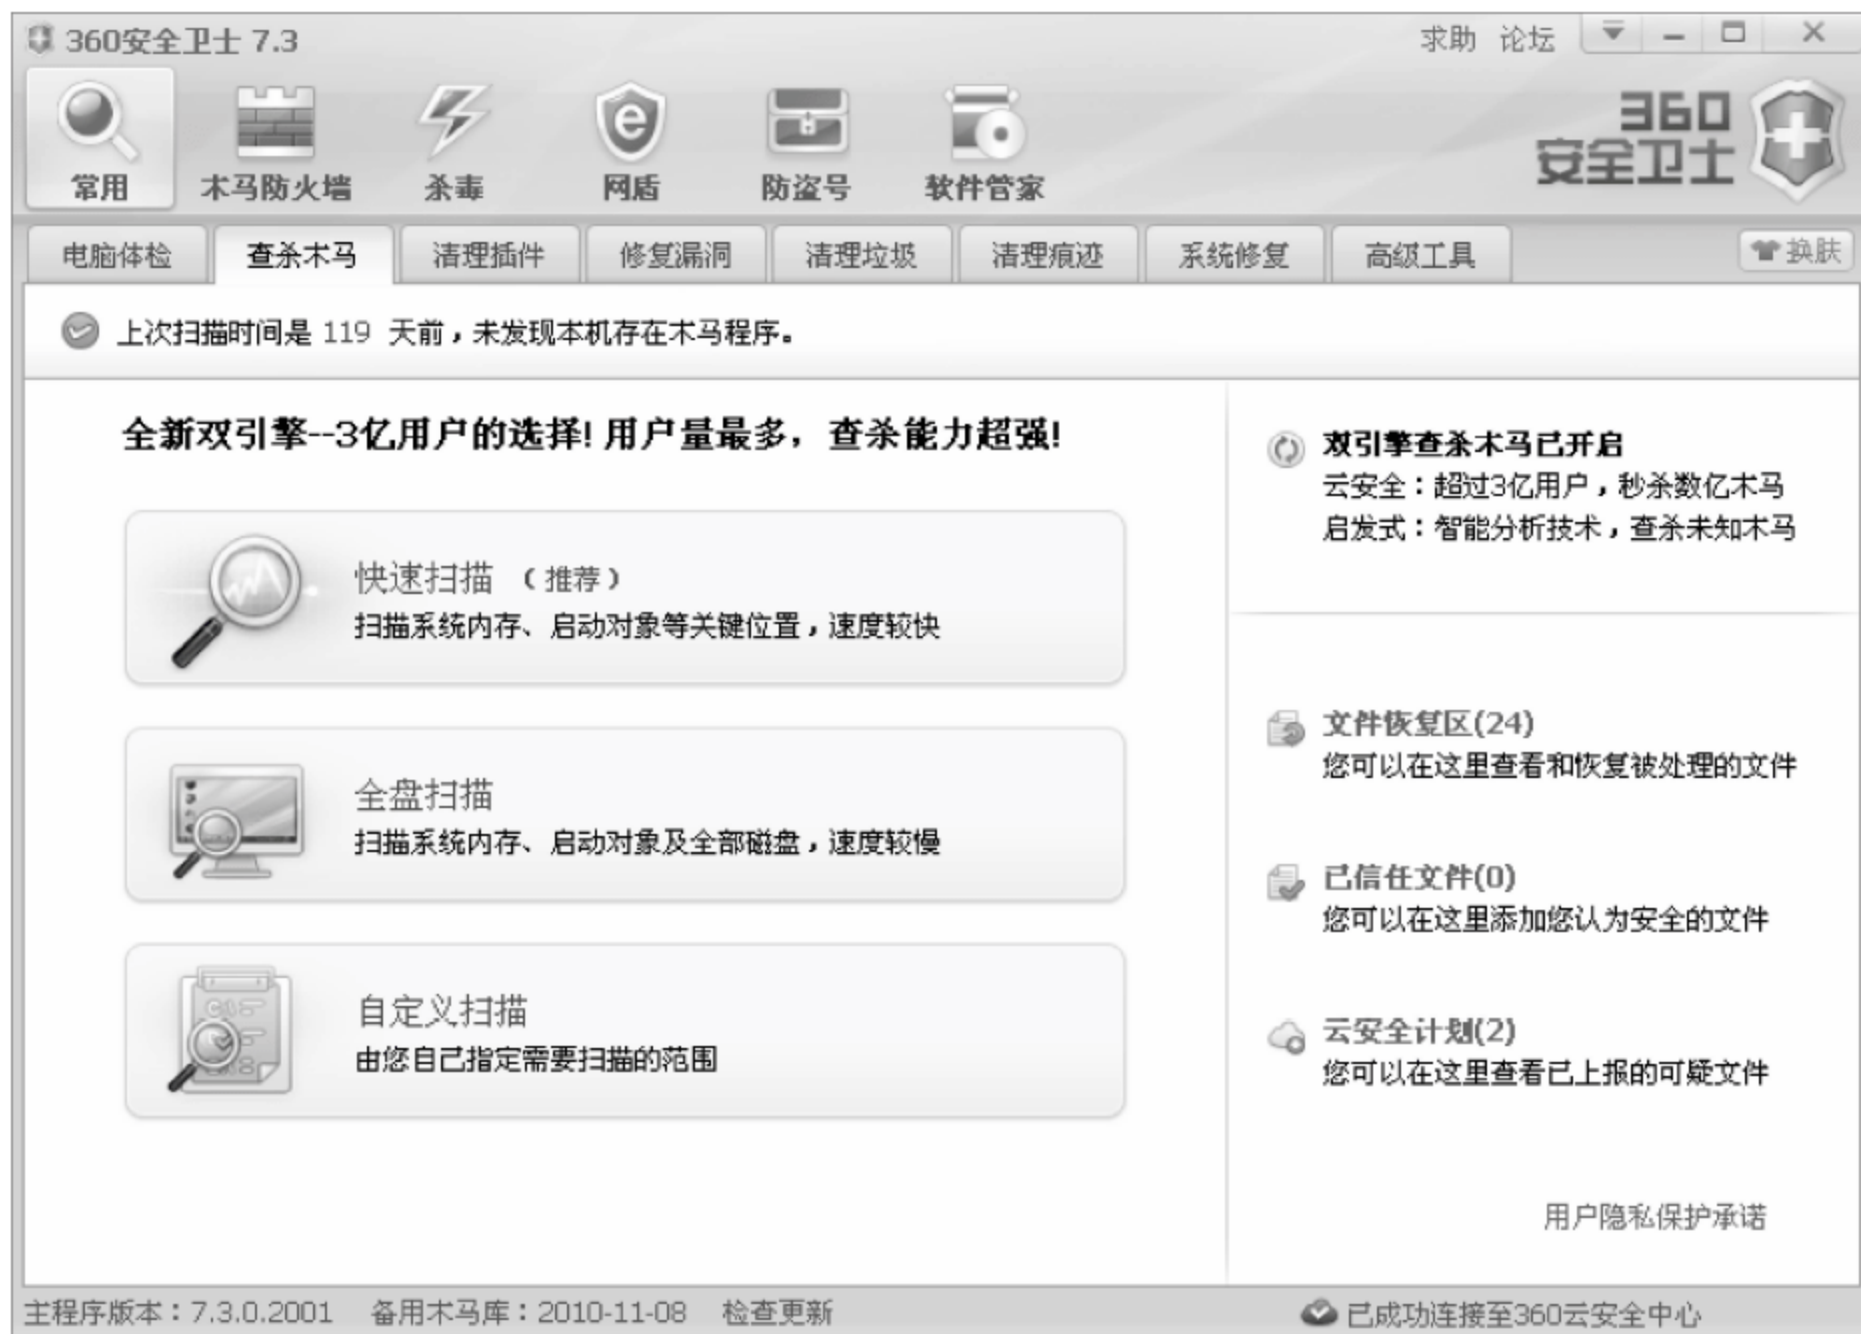 360安全卫士 7.3
求助 论坛
360
安全卫士
常用 木马防火墙 杀毒 网盾 防盗号 软件管家
电脑体检 查杀木马 清理插件 修复漏洞 清理垃圾 清理痕迹 系统修复 高级工具 换肤
上次扫描时间是 119 天前，未发现本机存在木马程序。
全新双引擎--3亿用户的选择! 用户量最多，查杀能力超强!
快速扫描 （推荐）
扫描系统内存、启动对象等关键位置，速度较快
全盘扫描
扫描系统内存、启动对象及全部磁盘，速度较慢
自定义扫描
由您自己指定需要扫描的范围
双引擎查杀木马已开启
云安全：超过3亿用户，秒杀数亿木马
启发式：智能分析技术，查杀未知木马
文件恢复区(24)
您可以在这里查看和恢复被处理的文件
已信任文件(0)
您可以在这里添加您认为安全的文件
云安全计划(2)
您可以在这里查看已上报的可疑文件
用户隐私保护承诺
主程序版本：7.3.0.2001 备用木马库：2010-11-08 检查更新 已成功连接至360云安全中心